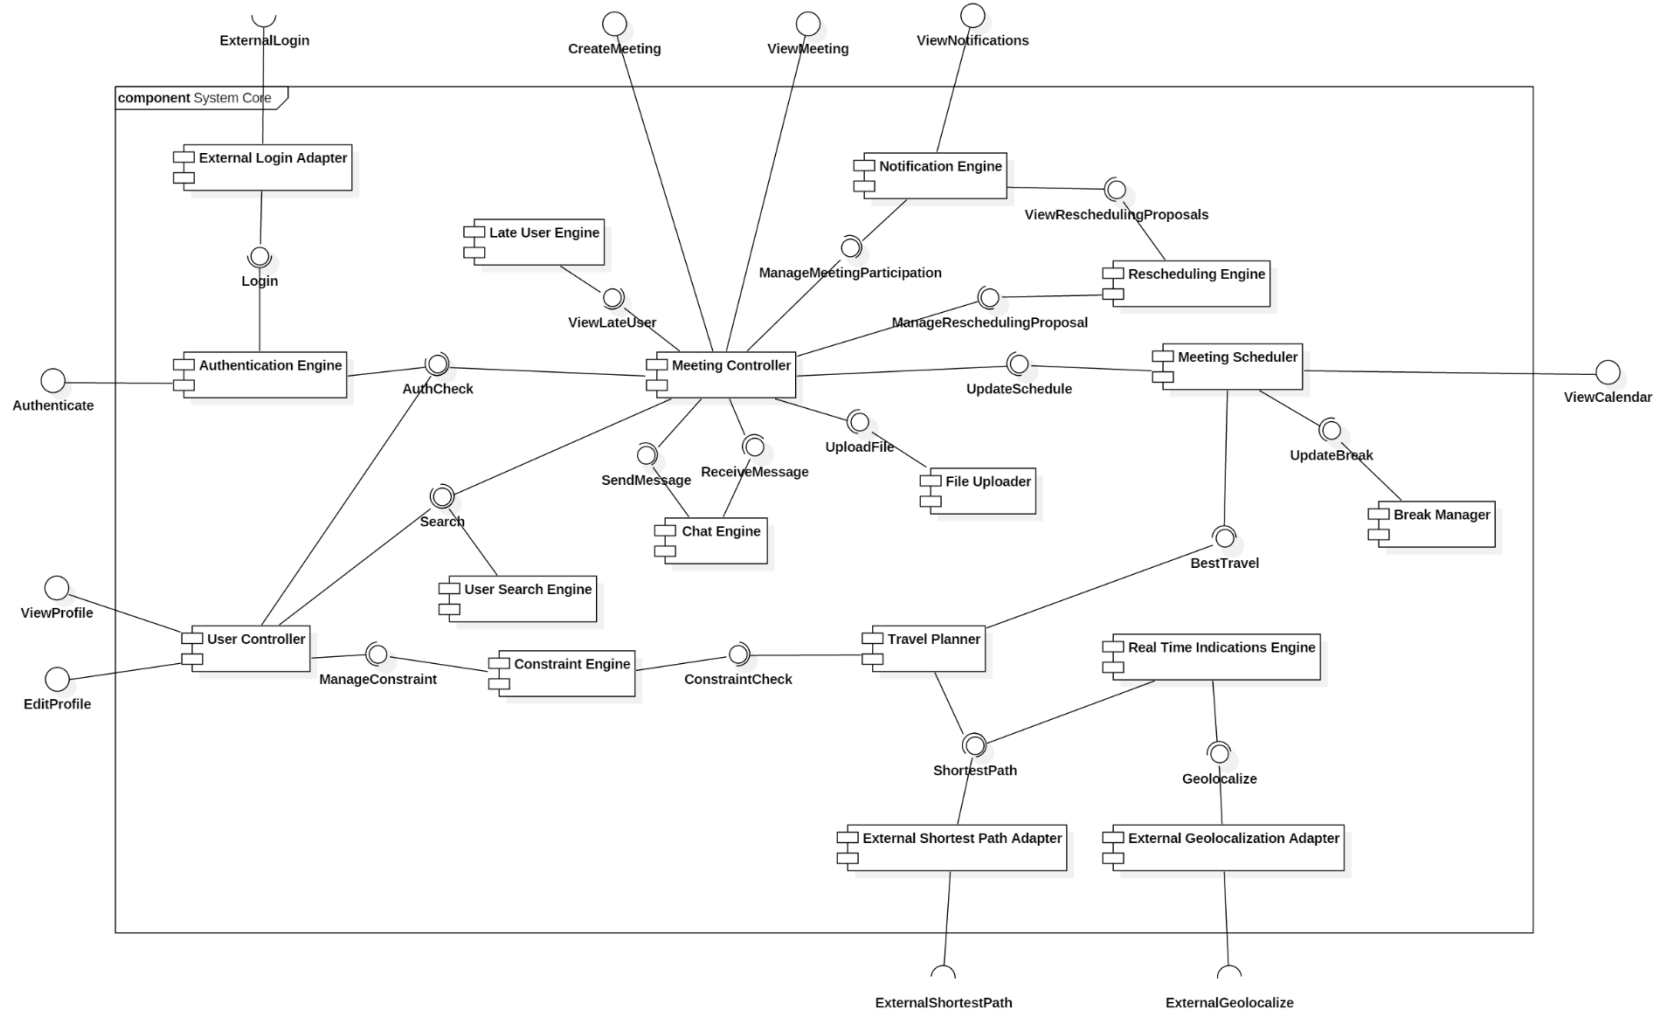 ExternalLogin
CreateMeeting
ViewMeeting
ViewNotifications
component System Core
External Login Adapter
Notification Engine
ViewReschedulingProposals
Late User Engine
ManageMeetingParticipation
Rescheduling Engine
Login
ViewLateUser
ManageReschedulingProposal
Authentication Engine
Meeting Controller
Meeting Scheduler
AuthCheck
UpdateSchedule
Authenticate
ViewCalendar
UploadFile
UpdateBreak
SendMessage
ReceiveMessage
File Uploader
Search
Break Manager
Chat Engine
BestTravel
User Search Engine
ViewProfile
User Controller
Travel Planner
Real Time Indications Engine
Constraint Engine
ManageConstraint
ConstraintCheck
EditProfile
ShortestPath
Geolocalize
External Shortest Path Adapter
External Geolocalization Adapter
ExternalShortestPath
ExternalGeolocalize